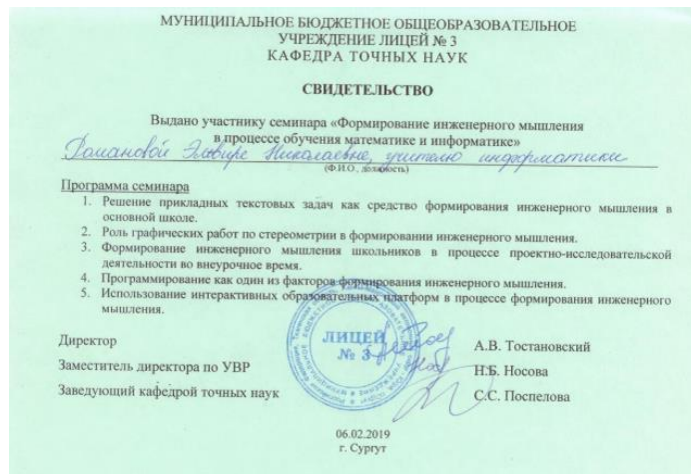 МУНИЦИПАЛЬНОЕ БЮДЖЕТНОЕ ОБЩЕОБРАЗОВАТЕЛЬНОЕ
УЧРЕЖДЕНИЕ ЛИЦЕЙ № 3
КАФЕДРА ТОЧНЫХ НАУК
СВИДЕТЕЛЬСТВО
Выдано участнику семинара «Формирование инженерного мышления
в процессе обучения математике и информатике»
Романовой Эльвире Николаевне, учителю информатики
(Ф.И.О., должность)
Программа семинара
1. Решение прикладных текстовых задач как средство формирования инженерного мышления в
основной школе.
2. Роль графических работ по стереометрии в формировании инженерного мышления.
3. Формирование инженерного мышления школьников в процессе проектно-исследовательской
деятельности во внеурочное время.
4. Программирование как один из факторов формирования инженерного мышления.
5. Использование интерактивных образовательных платформ в процессе формирования инженерного
мышления.
ЛИЦЕЙ
№ 3
Директор
А.В. Тостановский
Заместитель директора по УВР
Н.Б. Носова
Заведующий кафедрой точных наук
С.С. Поспелова
06.02.2019
г. Сургут